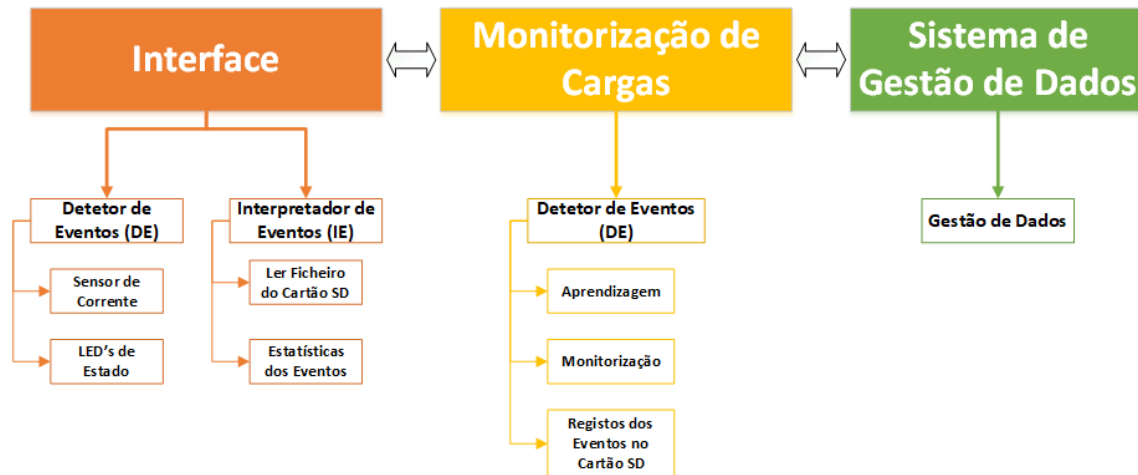 Interface
Monitorização de
Cargas
Sistema de
Gestão de Dados
Detetor de
Eventos (DE)
Sensor de
Corrente
LED's de
Estado
Interpretador de
Eventos (IE)
Ler Ficheiro
do Cartão SD
Estatísticas
dos Eventos
Detetor de Eventos
(DE)
Aprendizagem
Monitorização
Registos dos
Eventos no
Cartão SD
Gestão de Dados